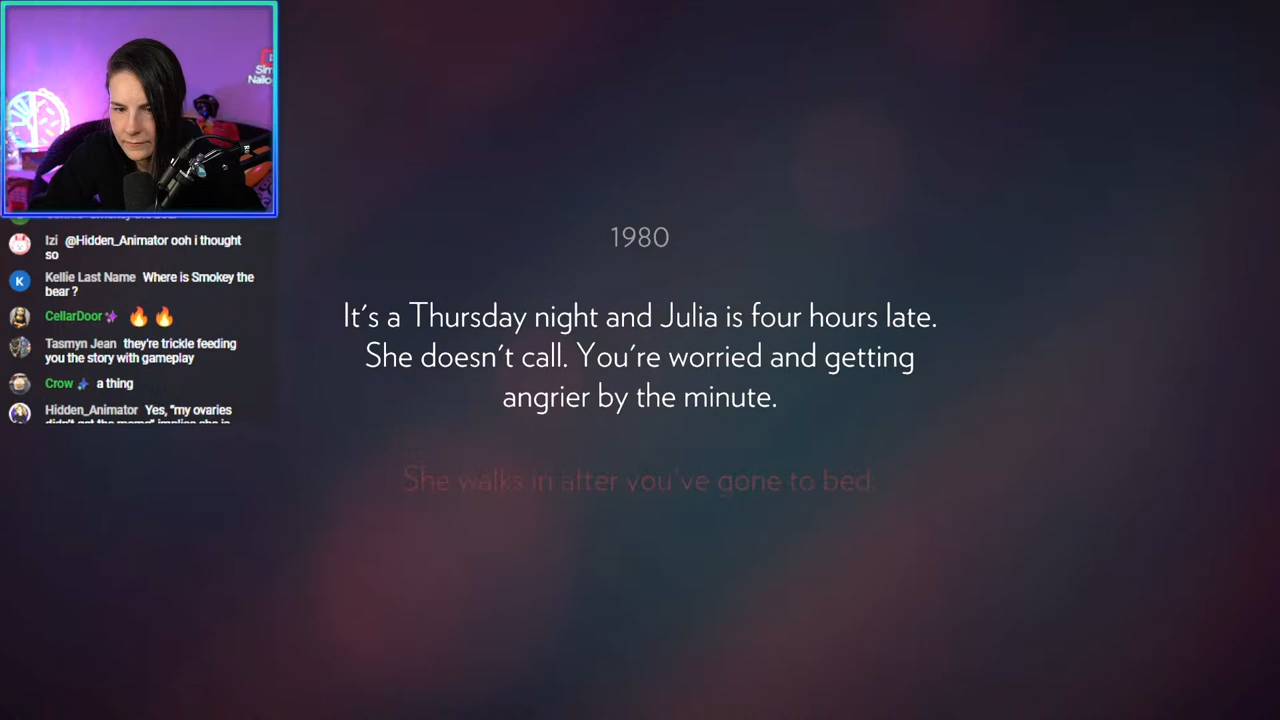 1980
It's a Thursday night and Julia is four hours late.
She doesn't call. You're worried and getting
angrier by the minute.
She walks in after you've gone to bed.
Izi @Hidden_Animator ooh i thought
so
Kellie Last Name Where is Smokey the
bear ?
CellarDoor 🔥 🔥
Tasmyn Jean they're trickle feeding
you the story with gameplay
Crow a thing
Hidden_Animator Yes, "my ovaries